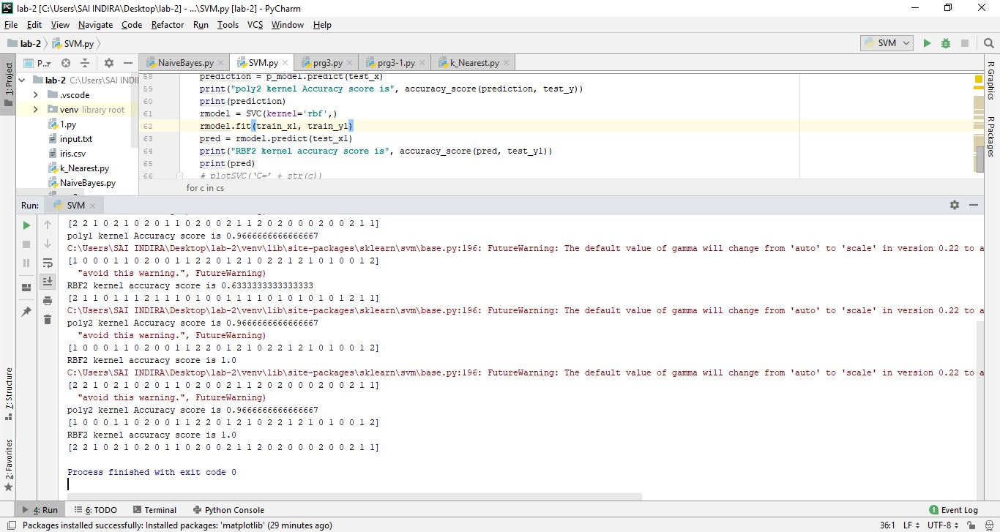 lab-2 [C:\Users\SAI INDIRA\Desktop\lab-2] - ...\SVM.py [lab-2] - PyCharm
File Edit View Navigate Code Refactor Run Tools VCS Window Help
lab-2 SVM.py SVM
P.. NaiveBayes.py SVM.py prg3.py prg3-1.py k_Nearest.py
1: Project
lab-2 C:\Users\SAI INDI
.vscode
venv library root
1.py
input.txt
iris.csv
k_Nearest.py
NaiveBayes.py
58 prediction = p_model.predict(test_x)
59 print("poly2 kernel Accuracy score is", accuracy_score(prediction, test_y))
60 print(prediction)
61 rmodel = SVC(kernel='rbf',)
62 rmodel.fit(train_x1, train_y1)
63 pred = rmodel.predict(test_x1)
64 print("RBF2 kernel accuracy score is", accuracy_score(pred, test_y1))
65 print(pred)
66 # plotSVC('C=' + str(c))
for c in cs
R Graphics
R Packages
Run: SVM
[2 2 1 0 2 1 0 2 0 1 1 0 2 0 0 2 1 1 2 0 2 0 0 0 2 0 0 2 1 1]
poly1 kernel Accuracy score is 0.9666666666666667
C:\Users\SAI INDIRA\Desktop\lab-2\venv\lib\site-packages\sklearn\svm\base.py:196: FutureWarning: The default value of gamma will change from 'auto' to 'scale' in version 0.22 to a
[1 0 0 0 1 1 0 2 0 0 1 1 2 2 0 1 2 1 0 2 2 1 2 1 0 1 0 0 1 2]
"avoid this warning.", FutureWarning)
RBF2 kernel accuracy score is 0.6333333333333333
[2 1 1 0 1 1 1 2 1 1 1 0 1 0 0 1 1 1 1 0 1 0 1 0 1 0 1 2 1 1]
C:\Users\SAI INDIRA\Desktop\lab-2\venv\lib\site-packages\sklearn\svm\base.py:196: FutureWarning: The default value of gamma will change from 'auto' to 'scale' in version 0.22 to a
poly2 kernel Accuracy score is 0.9666666666666667
"avoid this warning.", FutureWarning)
[1 0 0 0 1 1 0 2 0 0 1 1 2 2 0 1 2 1 0 2 2 1 2 1 0 1 0 0 1 2]
RBF2 kernel accuracy score is 1.0
C:\Users\SAI INDIRA\Desktop\lab-2\venv\lib\site-packages\sklearn\svm\base.py:196: FutureWarning: The default value of gamma will change from 'auto' to 'scale' in version 0.22 to a
[2 2 1 0 2 1 0 2 0 1 1 0 2 0 0 2 1 1 2 0 2 0 0 0 2 0 0 2 1 1]
"avoid this warning.", FutureWarning)
poly2 kernel Accuracy score is 0.9666666666666667
[1 0 0 0 1 1 0 2 0 0 1 1 2 2 0 1 2 1 0 2 2 1 2 1 0 1 0 0 1 2]
RBF2 kernel accuracy score is 1.0
[2 2 1 0 2 1 0 2 0 1 1 0 2 0 0 2 1 1 2 0 2 0 0 0 2 0 0 2 1 1]
Process finished with exit code 0
7: Structure
2: Favorites
4: Run 6: TODO Terminal Python Console 1 Event Log
Packages installed successfully: Installed packages: 'matplotlib' (29 minutes ago) 36:1 LF UTF-8